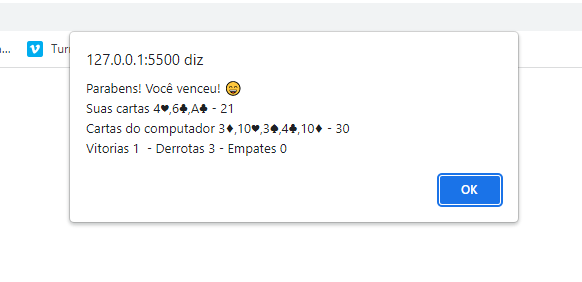 127.0.0.1:5500 diz
Parabens! Você venceu! 😄
Suas cartas 4♥,6♣,A♣ - 21
Cartas do computador 3♦,10♥,3♠,4♣,10♦ - 30
Vitorias 1 - Derrotas 3 - Empates 0
OK